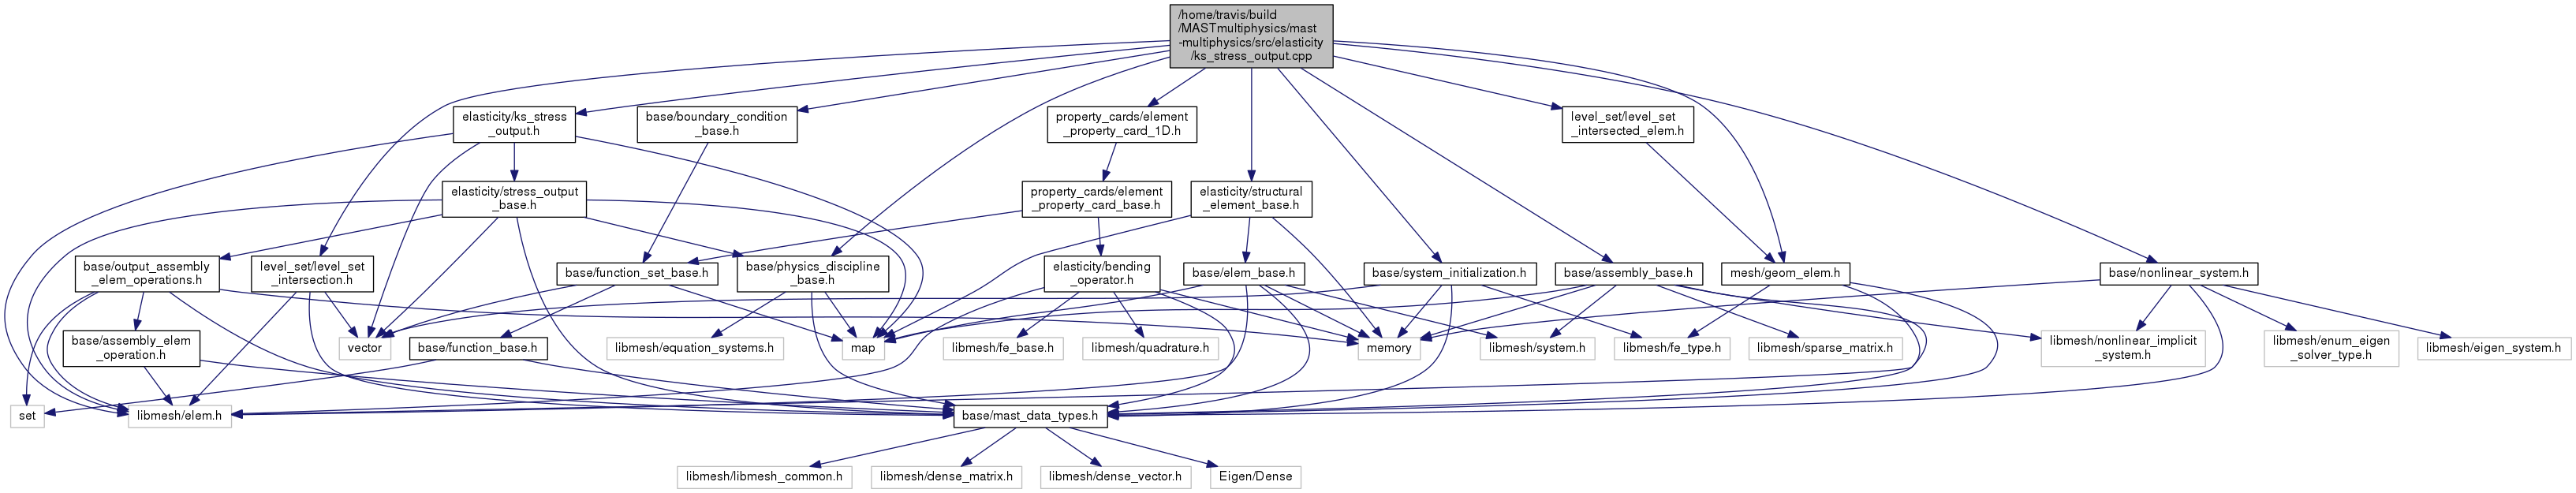 /home/travis/build
/MASTmultiphysics/mast
-multiphysics/src/elasticity
/ks_stress_output.cpp
elasticity/ks_stress
_output.h
base/boundary_condition
_base.h
property_cards/element
_property_card_1D.h
level_set/level_set
_intersected_elem.h
elasticity/stress_output
_base.h
property_cards/element
_property_card_base.h
elasticity/structural
_element_base.h
base/output_assembly
_elem_operations.h
level_set/level_set
_intersection.h
base/function_set_base.h
base/physics_discipline
_base.h
elasticity/bending
_operator.h
base/elem_base.h
base/system_initialization.h
base/assembly_base.h
mesh/geom_elem.h
base/nonlinear_system.h
base/assembly_elem
_operation.h
vector
base/function_base.h
libmesh/equation_systems.h
map
libmesh/fe_base.h
libmesh/quadrature.h
memory
libmesh/system.h
libmesh/fe_type.h
libmesh/sparse_matrix.h
libmesh/nonlinear_implicit
_system.h
libmesh/enum_eigen
_solver_type.h
libmesh/eigen_system.h
set
libmesh/elem.h
base/mast_data_types.h
libmesh/libmesh_common.h
libmesh/dense_matrix.h
libmesh/dense_vector.h
Eigen/Dense